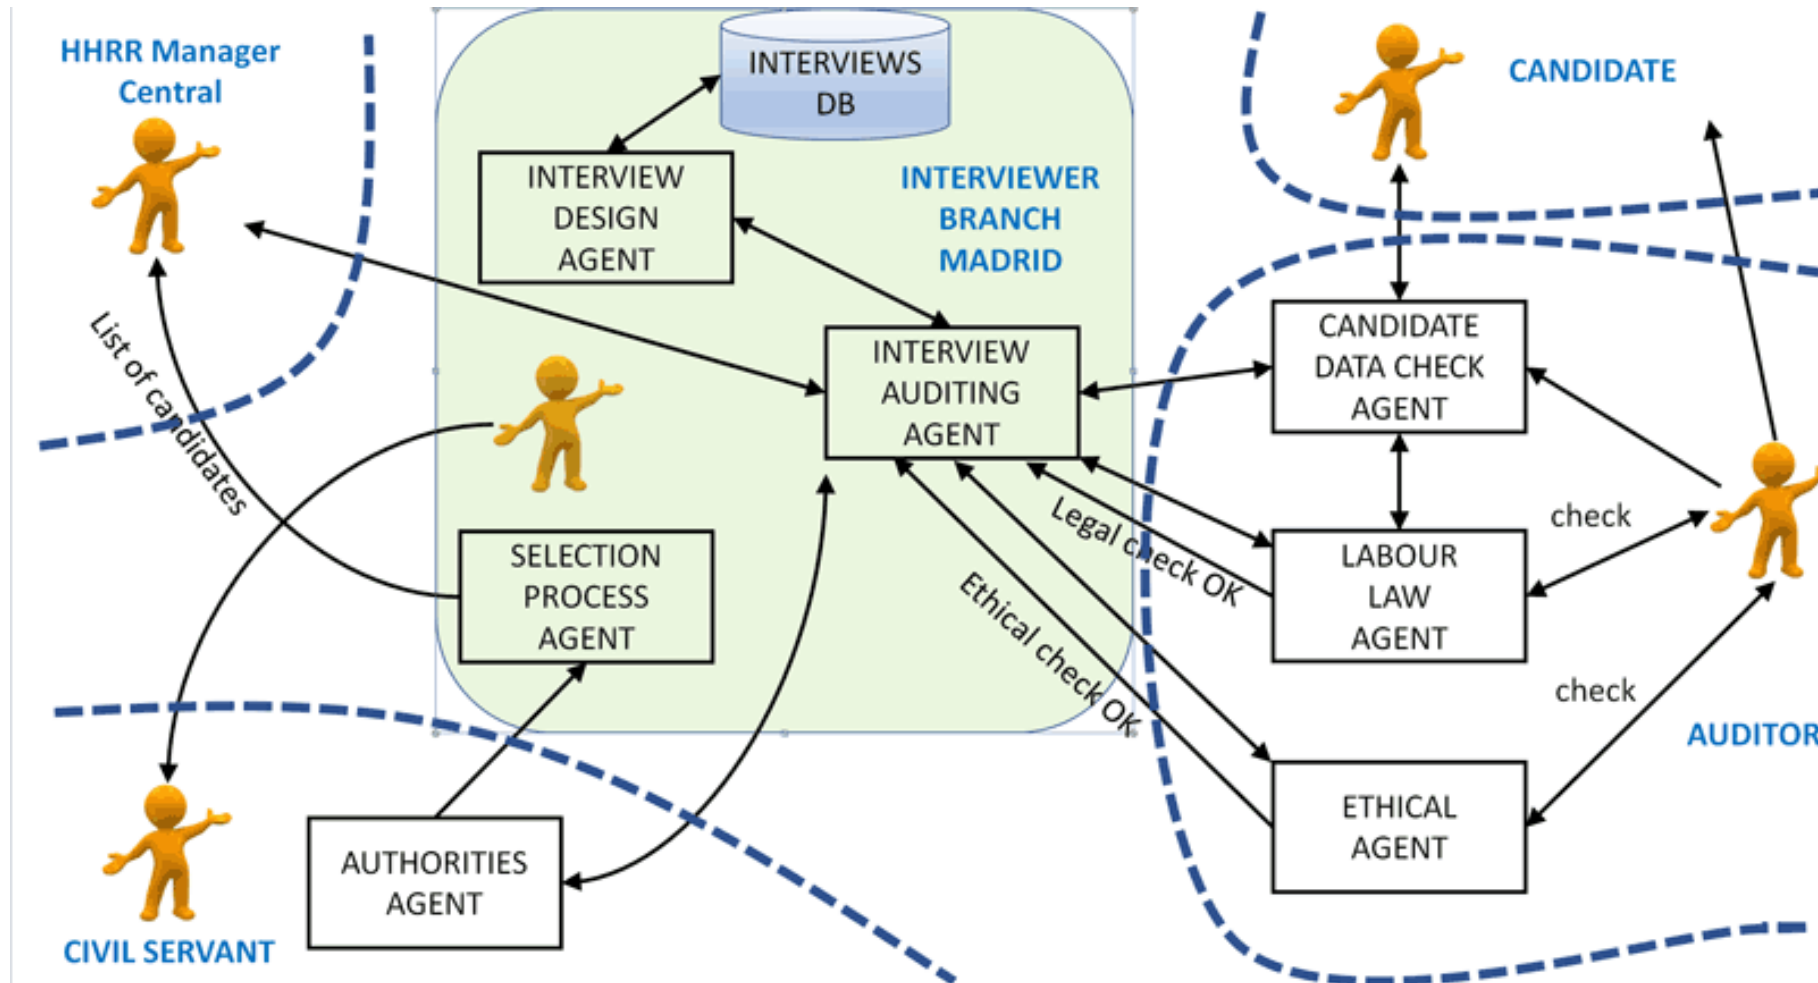 HHRR Manager
Central
INTERVIEWS
DB
CANDIDATE
INTERVIEW
DESIGN
AGENT
INTERVIEWER
BRANCH
MADRID
List of candidates
INTERVIEW
AUDITING
AGENT
CANDIDATE
DATA CHECK
AGENT
SELECTION
PROCESS
AGENT
Legal check OK
Ethical check OK
LABOUR
LAW
AGENT
check
check
AUDITOR
ETHICAL
AGENT
AUTHORITIES
AGENT
CIVIL SERVANT